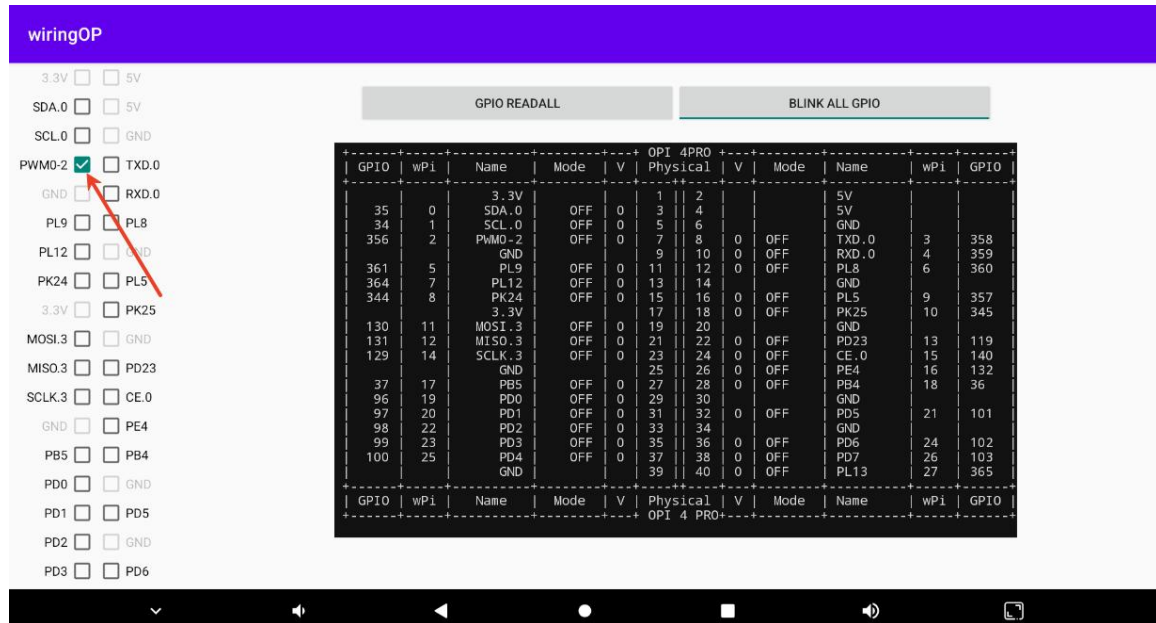 wiringOP
3.3V 5V
SDA.0 5V
SCL.0 GND
PWM0-2 TXD.0
GND RXD.0
PL9 PL8
PL12 GND
PK24 PL5
3.3V PK25
MOSI.3 GND
MISO.3 PD23
SCLK.3 CE.0
GND PE4
PB5 PB4
PD0 GND
PD1 PD5
PD2 GND
PD3 PD6
GPIO READALL BLINK ALL GPIO
+------+-----+----------+--------+---+ OPI 4PRO +---+--------+----------+-----+------+
| GPIO | wPi | Name | Mode | V | Physical | V | Mode | Name | wPi | GPIO |
+------+-----+----------+--------+---+----++----+---+--------+----------+-----+------+
| | | 3.3V | | | 1 || 2 | | | 5V | | |
| 35 | 0 | SDA.0 | OFF | 0 | 3 || 4 | | | 5V | | |
| 34 | 1 | SCL.0 | OFF | 0 | 5 || 6 | | | GND | | |
| 356 | 2 | PWM0-2 | OFF | 0 | 7 || 8 | 0 | OFF | TXD.0 | 3 | 358 |
| | | GND | | | 9 || 10 | 0 | OFF | RXD.0 | 4 | 359 |
| 361 | 5 | PL9 | OFF | 0 | 11 || 12 | 0 | OFF | PL8 | 6 | 360 |
| 364 | 7 | PL12 | OFF | 0 | 13 || 14 | | | GND | | |
| 344 | 8 | PK24 | OFF | 0 | 15 || 16 | 0 | OFF | PL5 | 9 | 357 |
| | | 3.3V | | | 17 || 18 | 0 | OFF | PK25 | 10 | 345 |
| 130 | 11 | MOSI.3 | OFF | 0 | 19 || 20 | | | GND | | |
| 131 | 12 | MISO.3 | OFF | 0 | 21 || 22 | 0 | OFF | PD23 | 13 | 119 |
| 129 | 14 | SCLK.3 | OFF | 0 | 23 || 24 | 0 | OFF | CE.0 | 15 | 140 |
| | | GND | | | 25 || 26 | 0 | OFF | PE4 | 16 | 132 |
| 37 | 17 | PB5 | OFF | 0 | 27 || 28 | 0 | OFF | PB4 | 18 | 36 |
| 96 | 19 | PD0 | OFF | 0 | 29 || 30 | | | GND | | |
| 97 | 20 | PD1 | OFF | 0 | 31 || 32 | 0 | OFF | PD5 | 21 | 101 |
| 98 | 22 | PD2 | OFF | 0 | 33 || 34 | | | GND | | |
| 99 | 23 | PD3 | OFF | 0 | 35 || 36 | 0 | OFF | PD6 | 24 | 102 |
| 100 | 25 | PD4 | OFF | 0 | 37 || 38 | 0 | OFF | PD7 | 26 | 103 |
| | | GND | | | 39 || 40 | 0 | OFF | PL13 | 27 | 365 |
+------+-----+----------+--------+---+----++----+---+--------+----------+-----+------+
| GPIO | wPi | Name | Mode | V | Physical | V | Mode | Name | wPi | GPIO |
+------+-----+----------+--------+---+ OPI 4 PRO+---+--------+----------+-----+------+